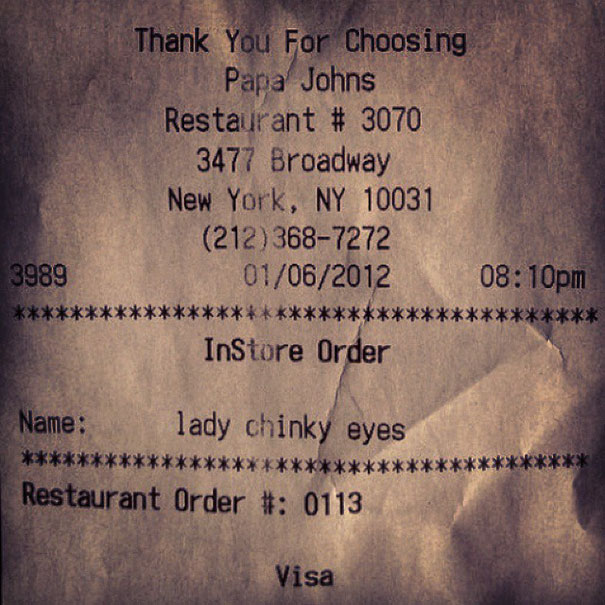 Thank You For Choosing
Papa Johns
Restaurant # 3070
3477 Broadway
New York, NY 10031
(212)368-7272
3989 01/06/2012 08:10pm
*****************************************
InStore Order
Name: lady chinky eyes
*****************************************
Restaurant Order #: 0113
Visa